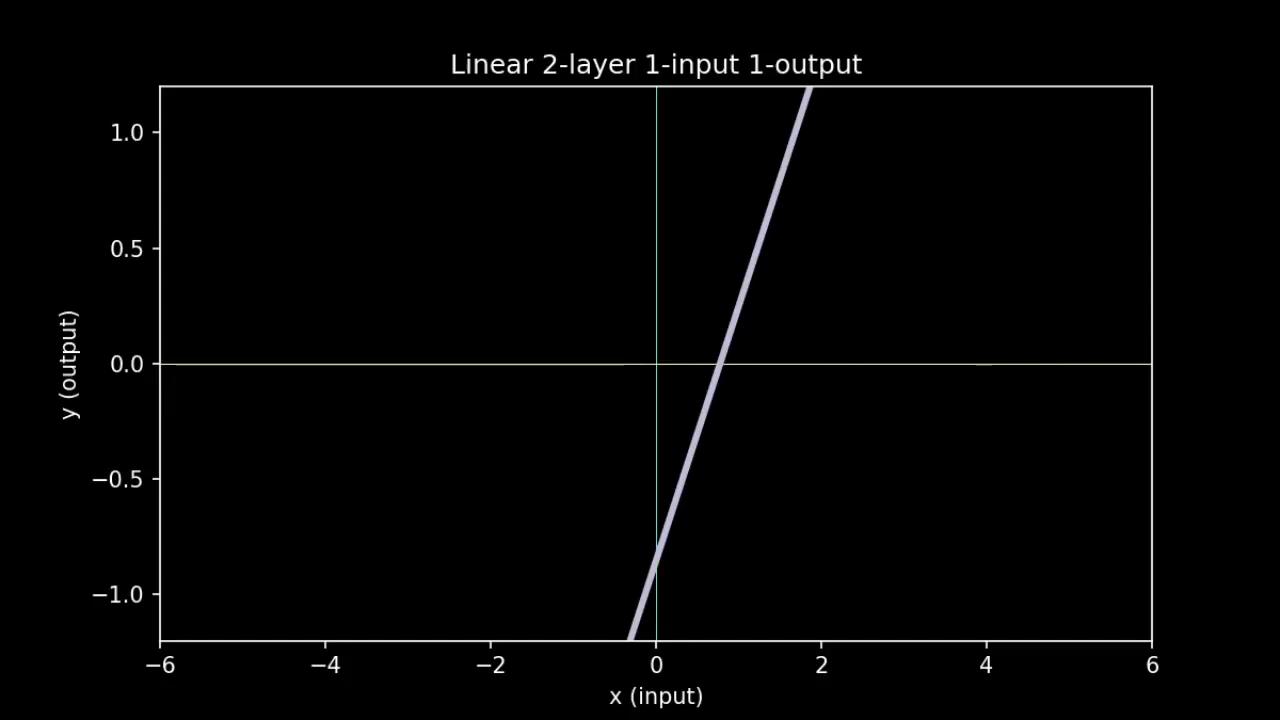 Linear 2-layer 1-input 1-output
1.0
0.5
0.0
−0.5
−1.0
y (output)
−6 −4 −2 0 2 4 6
x (input)